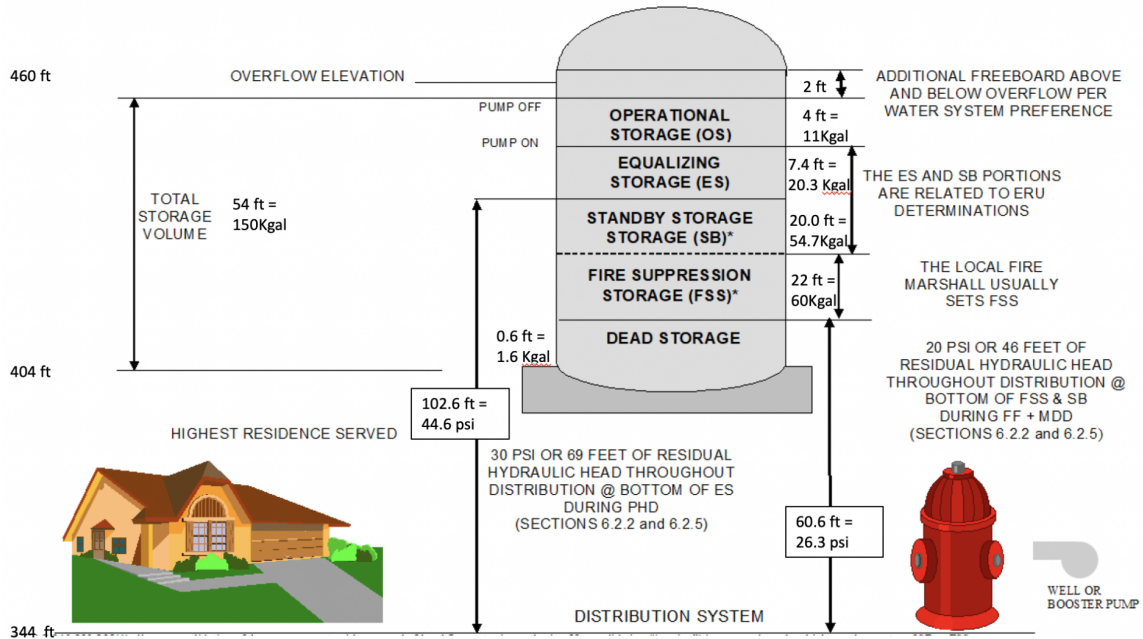 460 ft
OVERFLOW ELEVATION
2 ft
ADDITIONAL FREEBOARD ABOVE
AND BELOW OVERFLOW PER
WATER SYSTEM PREFERENCE
PUMP OFF
OPERATIONAL
STORAGE (OS)
4 ft =
11Kgal
PUMP ON
EQUALIZING
STORAGE (ES)
7.4 ft =
20.3 Kgal
THE ES AND SB PORTIONS
ARE RELATED TO ERU
DETERMINATIONS
TOTAL
STORAGE
VOLUME
54 ft =
150Kgal
STANDBY STORAGE
STORAGE (SB)*
20.0 ft =
54.7Kgal
FIRE SUPPRESSION
STORAGE (FSS)*
22 ft =
60Kgal
THE LOCAL FIRE
MARSHALL USUALLY
SETS FSS
DEAD STORAGE
0.6 ft =
1.6 Kgal
404 ft
20 PSI OR 46 FEET OF
RESIDUAL HYDRAULIC HEAD
THROUGHOUT DISTRIBUTION @
BOTTOM OF FSS & SB
DURING FF + MDD
(SECTIONS 6.2.2 and 6.2.5)
102.6 ft =
44.6 psi
HIGHEST RESIDENCE SERVED
30 PSI OR 69 FEET OF RESIDUAL
HYDRAULIC HEAD THROUGHOUT
DISTRIBUTION @ BOTTOM OF ES
DURING PHD
(SECTIONS 6.2.2 and 6.2.5)
60.6 ft =
26.3 psi
WELL OR
BOOSTER PUMP
DISTRIBUTION SYSTEM
344 ft